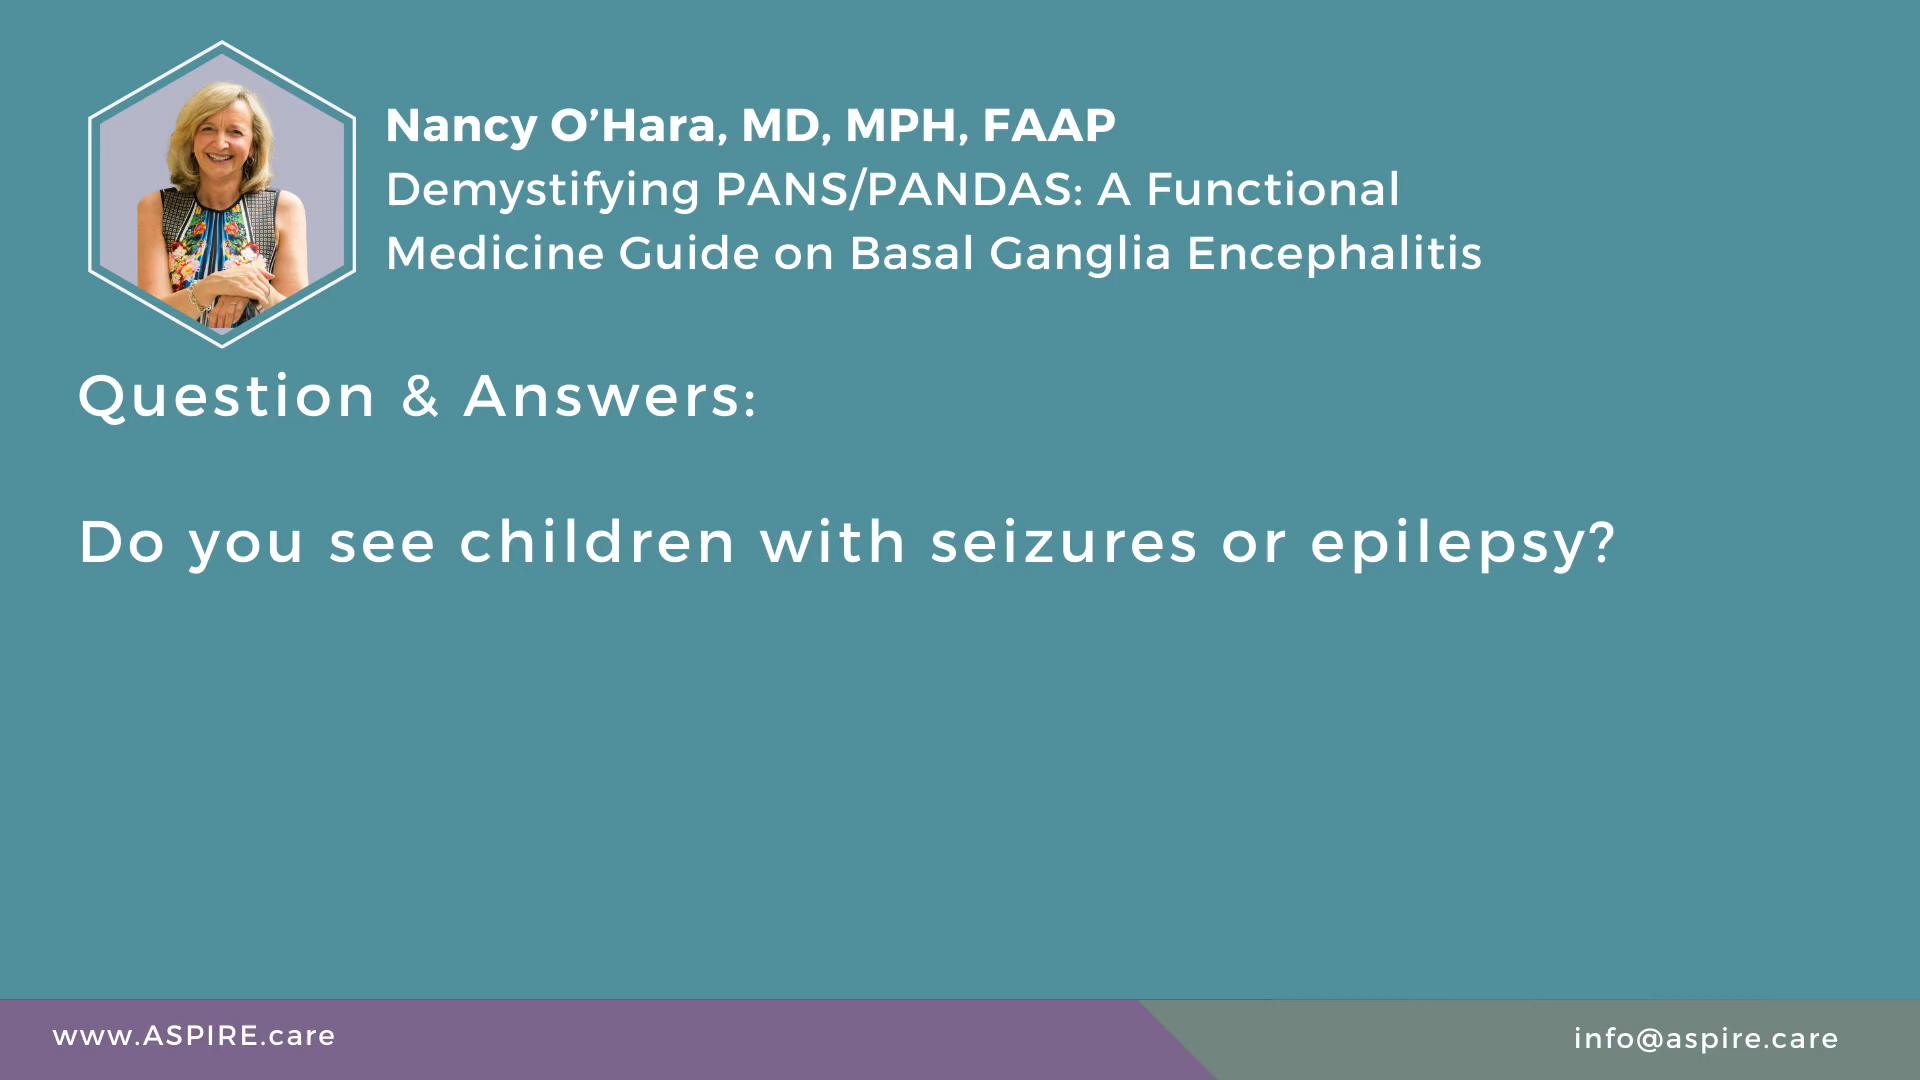 Nancy O’Hara, MD, MPH, FAAP
Demystifying PANS/PANDAS: A Functional
Medicine Guide on Basal Ganglia Encephalitis
Question & Answers:
Do you see children with seizures or epilepsy?
www.ASPIRE.care
info@aspire.care